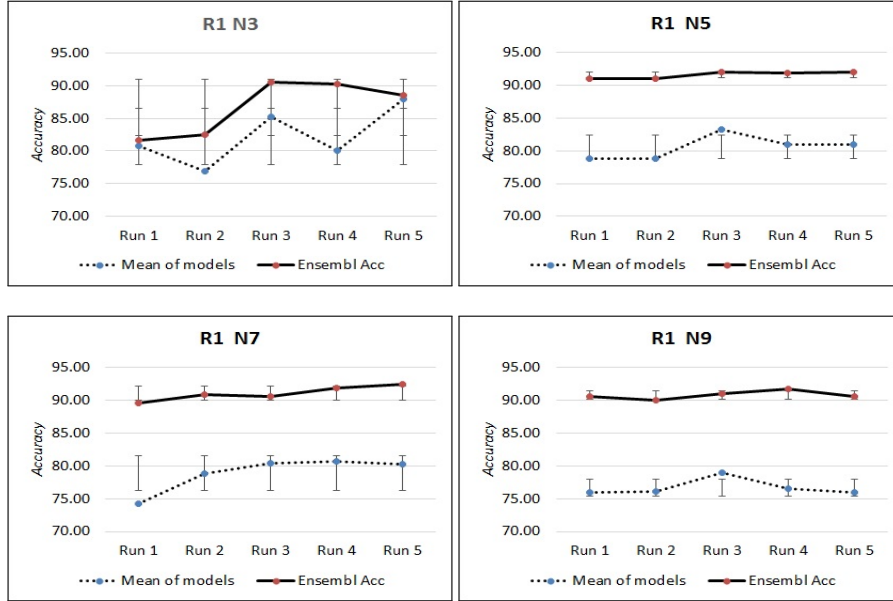 R1 N3
95.00
90.00
85.00
80.00
75.00
70.00
Accuracy
Run 1 Run 2 Run 3 Run 4 Run 5
Mean of models Ensembl Acc
R1 N5
95.00
90.00
85.00
80.00
75.00
70.00
Accuracy
Run 1 Run 2 Run 3 Run 4 Run 5
Mean of models Ensembl Acc
R1 N7
95.00
90.00
85.00
80.00
75.00
70.00
Accuracy
Run 1 Run 2 Run 3 Run 4 Run 5
Mean of models Ensembl Acc
R1 N9
95.00
90.00
85.00
80.00
75.00
70.00
Accuracy
Run 1 Run 2 Run 3 Run 4 Run 5
Mean of models Ensembl Acc